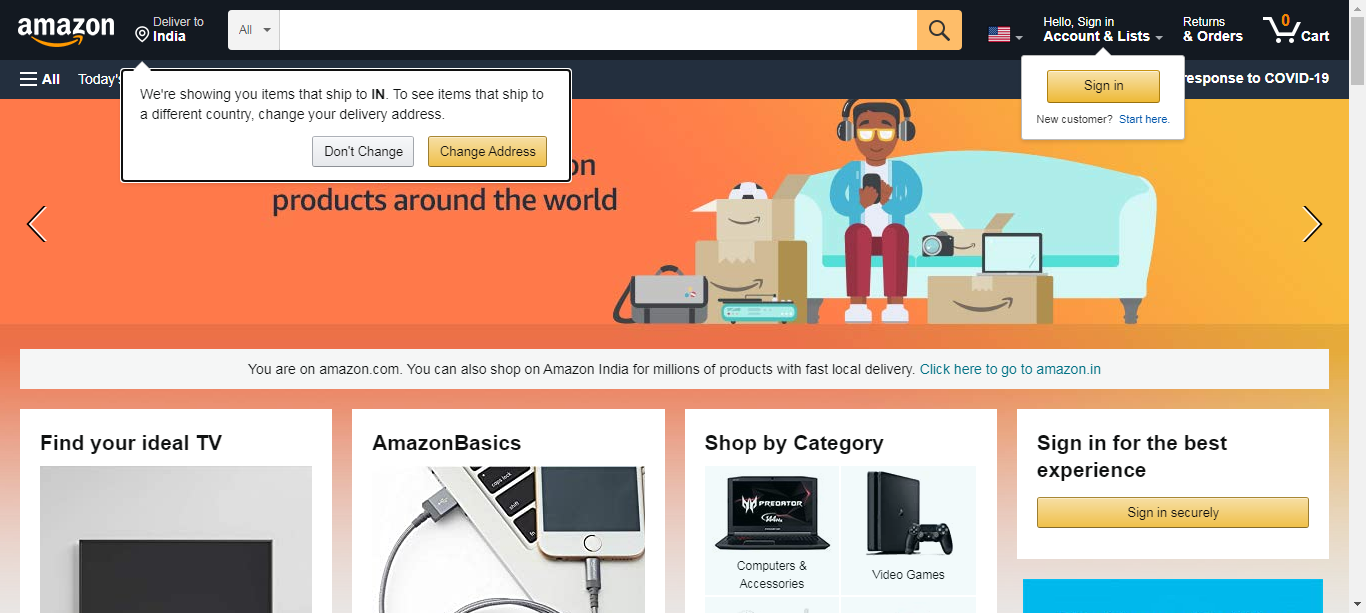 amazon
Deliver to
India
All
Hello, Sign in
Account & Lists
Returns
& Orders
0
Cart
All
Today's
response to COVID-19
We're showing you items that ship to IN. To see items that ship to
a different country, change your delivery address.
Don't Change
Change Address
Sign in
New customer? Start here.
on
products around the world
You are on amazon.com. You can also shop on Amazon India for millions of products with fast local delivery. Click here to go to amazon.in
Find your ideal TV
AmazonBasics
caps lock
shift
fn
Shop by Category
PREDATOR
144Hz
Computers &
Accessories
Video Games
Sign in for the best
experience
Sign in securely